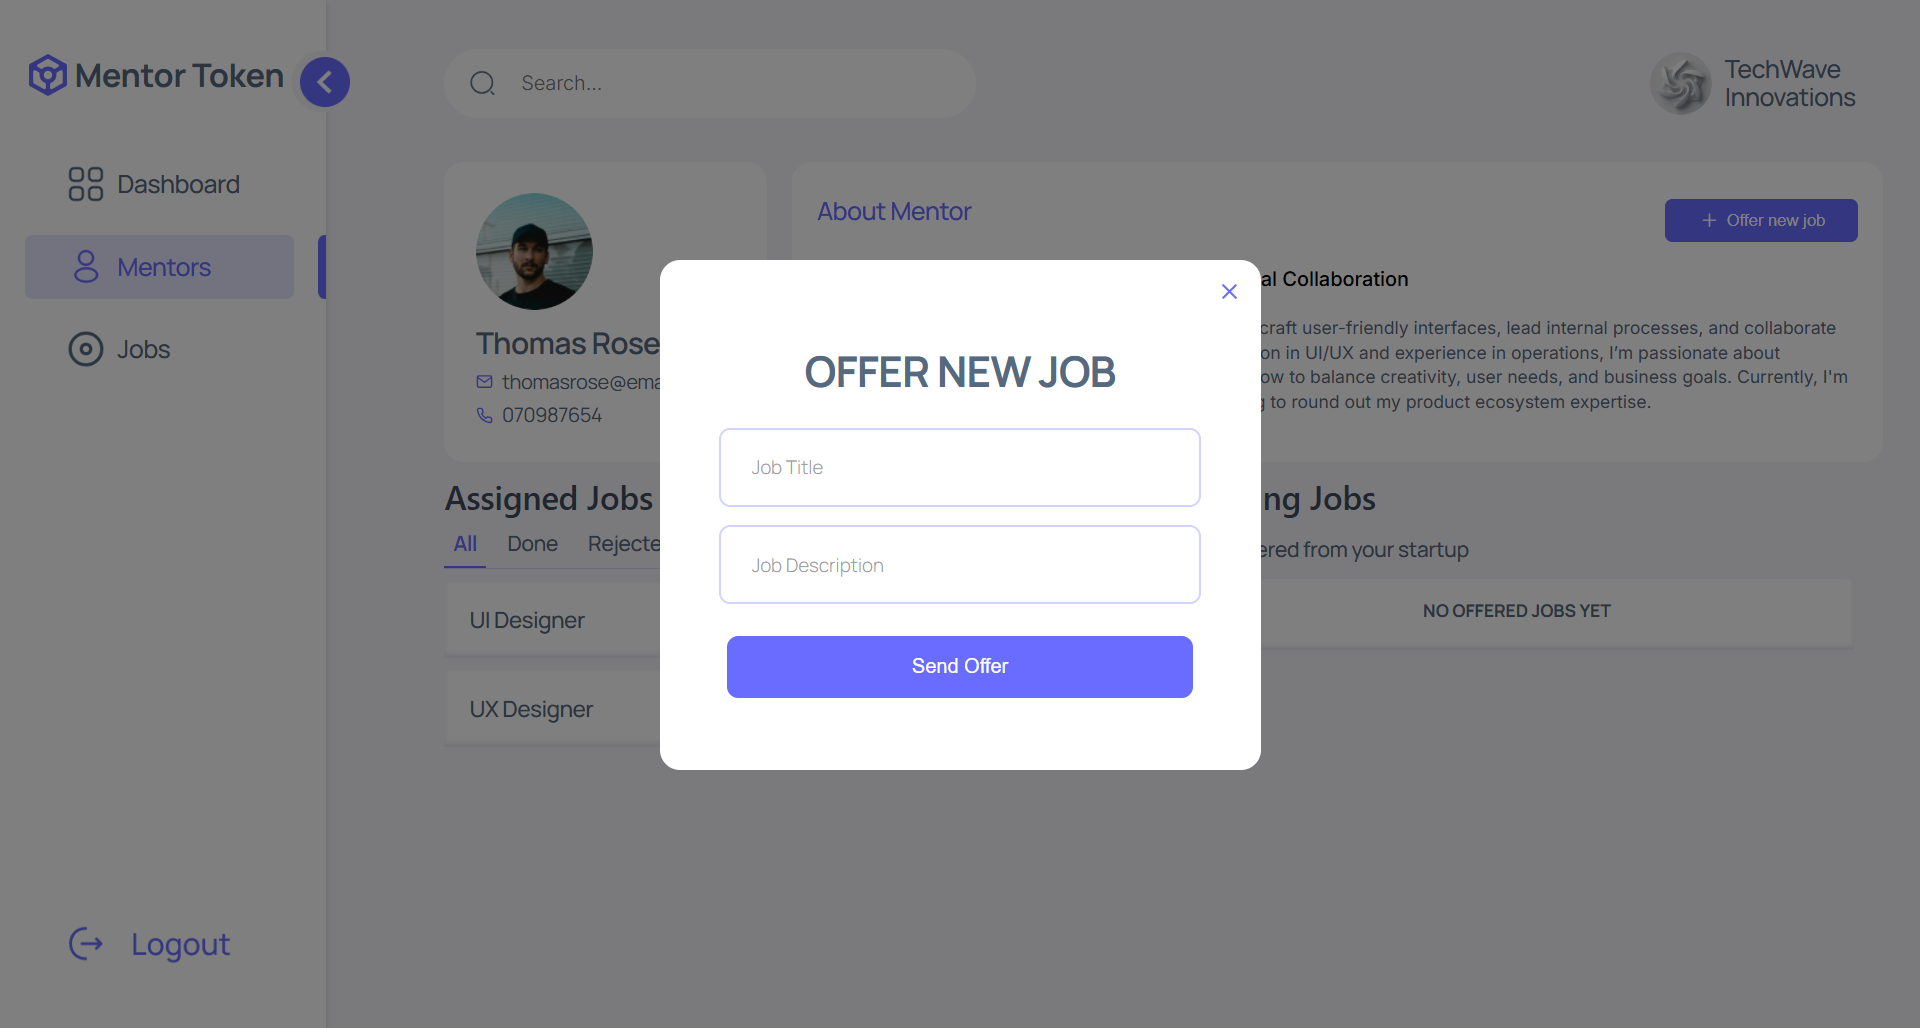 Mentor Token
Search...
TechWave
Innovations
Dashboard
Mentors
Jobs
Logout
Thomas Rose
thomasrose@ema
070987654
About Mentor
Offer new job
al Collaboration
craft user-friendly interfaces, lead internal processes, and collaborate
on in UI/UX and experience in operations, I'm passionate about
ow to balance creativity, user needs, and business goals. Currently, I'm
to round out my product ecosystem expertise.
Assigned Jobs
All Done Rejecte
UI Designer
UX Designer
ng Jobs
ered from your startup
NO OFFERED JOBS YET
OFFER NEW JOB
Job Title
Job Description
Send Offer